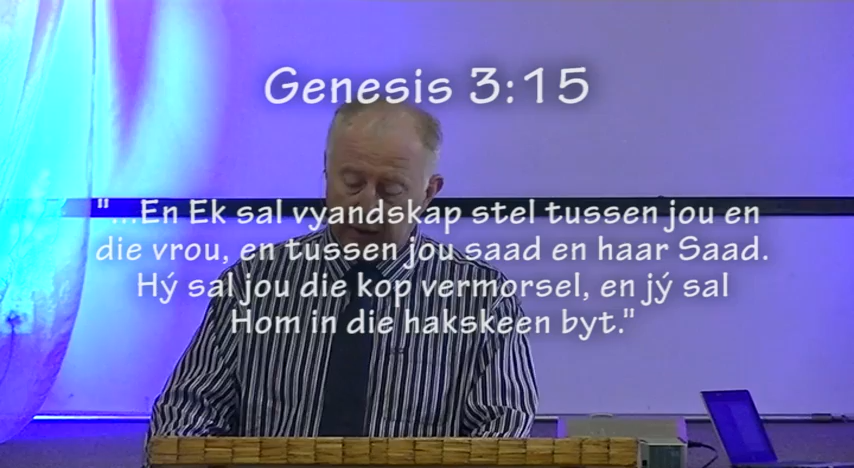 Genesis 3:15
"...En Ek sal vyandskap stel tussen jou en
die vrou, en tussen jou saad en haar Saad.
Hý sal jou die kop vermorsel, en jý sal
Hom in die hakskeen byt."